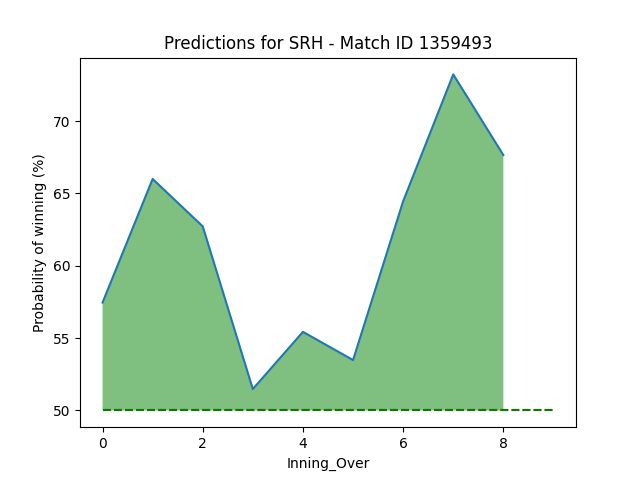 Predictions for SRH - Match ID 1359493
Probability of winning (%)
70
65
60
55
50
0 2 4 6 8
Inning_Over